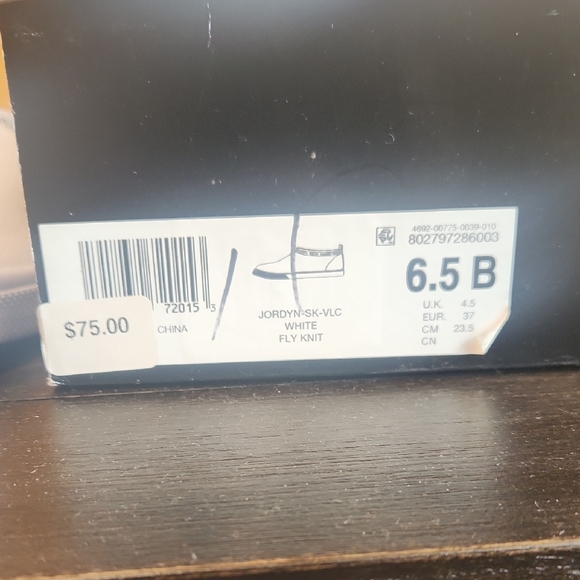 4692-00775-0039-010
802797286003
6.5 B
U.K. 4.5
EUR. 37
CM 23.5
CN
72015 3
CHINA
$75.00
JORDYN-SK-VLC
WHITE
FLY KNIT